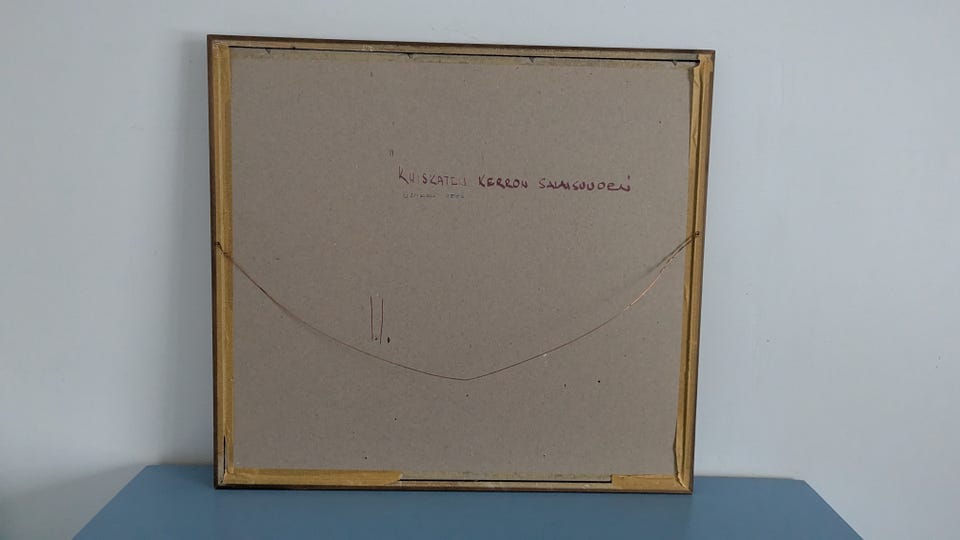 "KUISKATEN KERRON SALAISUUDEN"
!!.